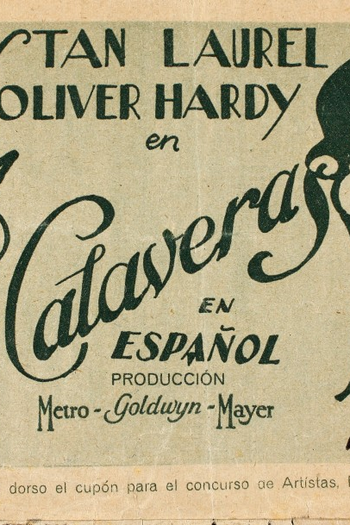 STAN LAUREL
OLIVER HARDY
en
Calaveras
EN
ESPAÑOL
PRODUCCIÓN
Metro-Goldwyn-Mayer
dorso el cupón para el concurso de Artistas,